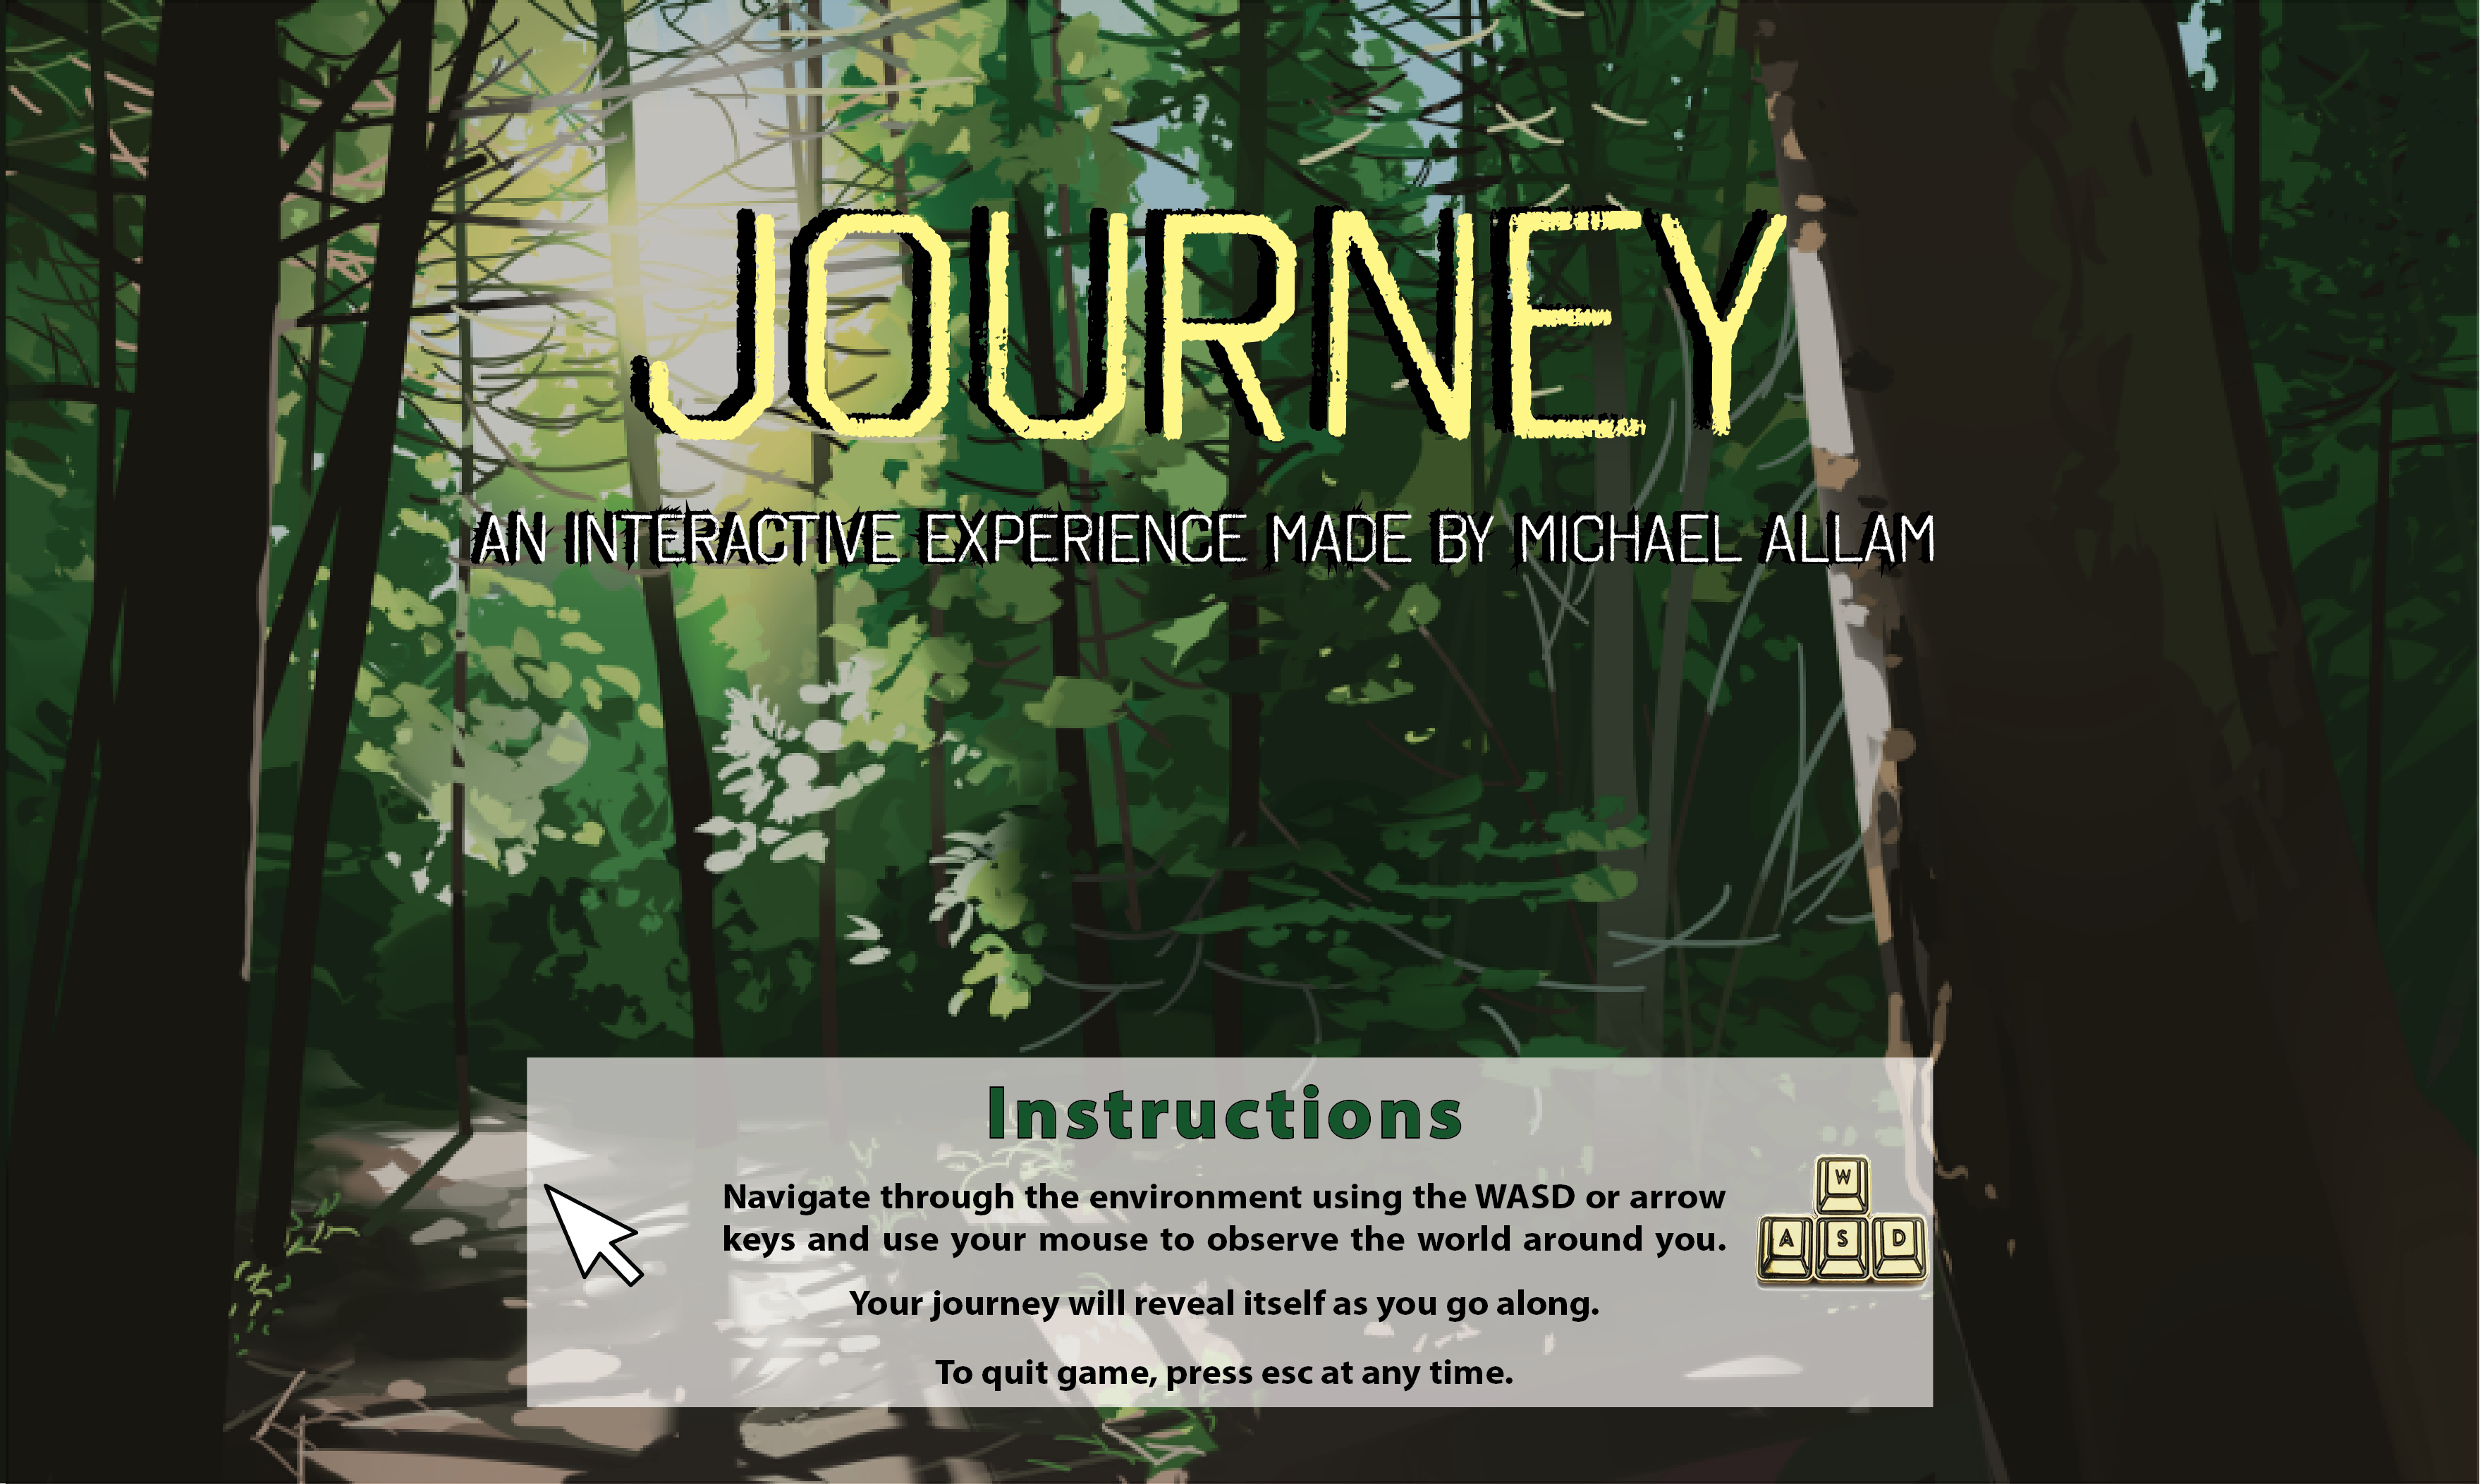 JOURNEY
AN INTERACTIVE EXPERIENCE MADE BY MICHAEL ALLAM
Instructions
Navigate through the environment using the WASD or arrow
keys and use your mouse to observe the world around you.
W
A S D
Your journey will reveal itself as you go along.
To quit game, press esc at any time.